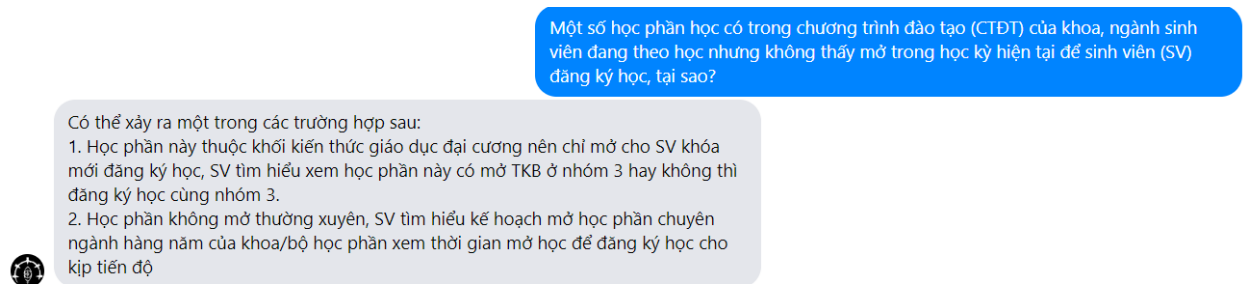 Một số học phần học có trong chương trình đào tạo (CTĐT) của khoa, ngành sinh
viên đang theo học nhưng không thấy mở trong học kỳ hiện tại để sinh viên (SV)
đăng ký học, tại sao?
Có thể xảy ra một trong các trường hợp sau:
1. Học phần này thuộc khối kiến thức giáo dục đại cương nên chỉ mở cho SV khóa
mới đăng ký học, SV tìm hiểu xem học phần này có mở TKB ở nhóm 3 hay không thì
đăng ký học cùng nhóm 3.
2. Học phần không mở thường xuyên, SV tìm hiểu kế hoạch mở học phần chuyên
ngành hàng năm của khoa/bộ học phần xem thời gian mở học để đăng ký học cho
kịp tiến độ